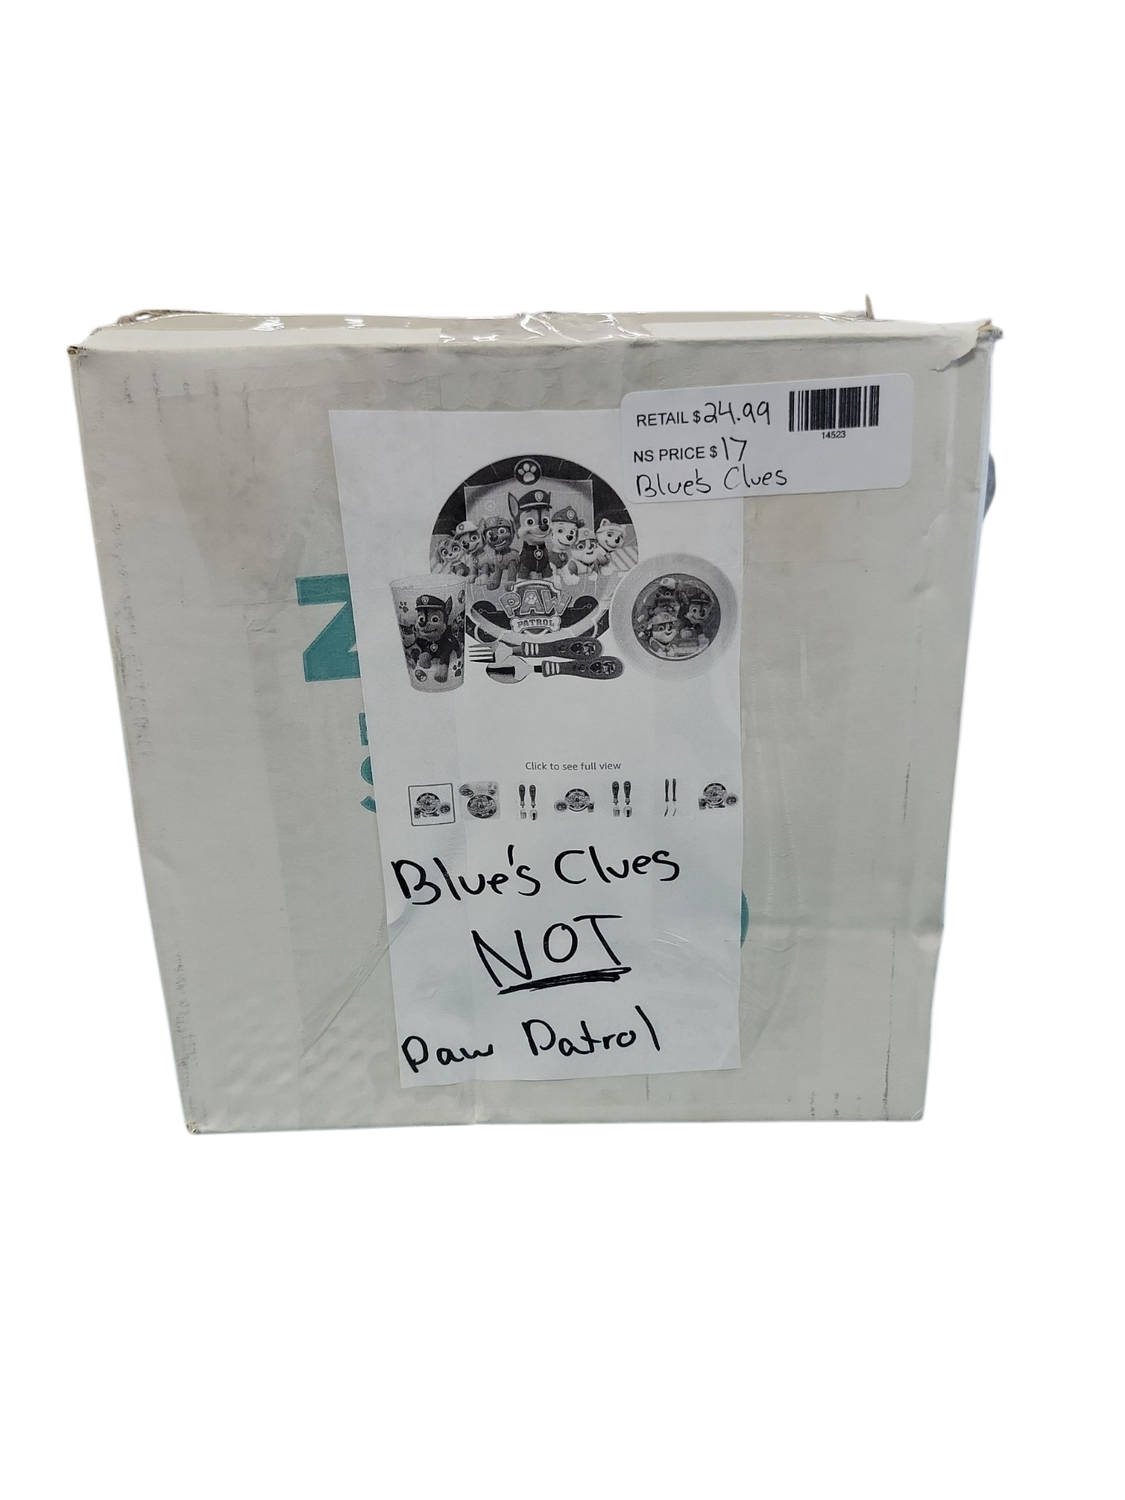 RETAIL $24.99
14523
NS PRICE $17
Blue's Clues
PAW
PATROL
N
Click to see full view
Blue's Clues
NOT
Paw Patrol